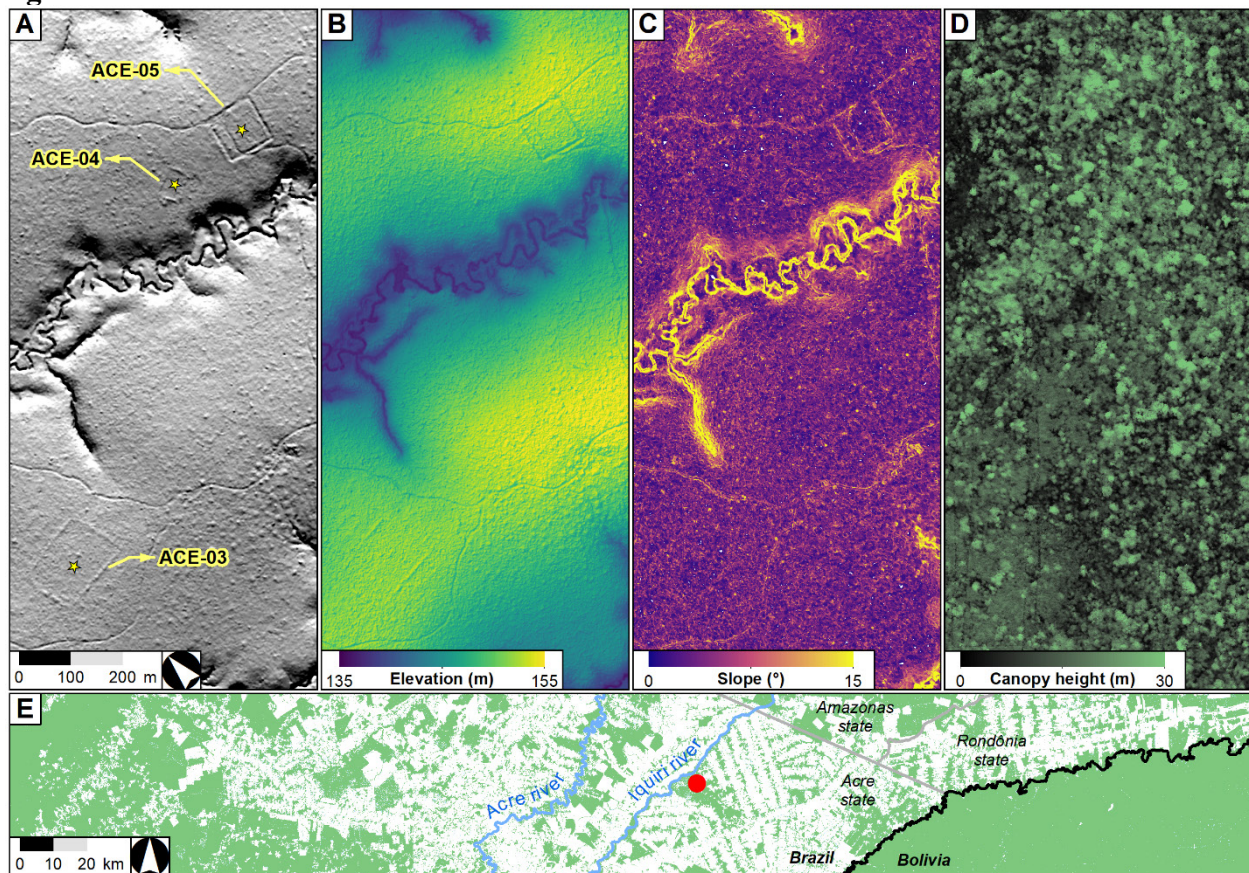 A
B
C
D
ACE-05
ACE-04
ACE-03
0 100 200 m
135 Elevation (m) 155
0 Slope (°) 15
0 Canopy height (m) 30
E
Acre river
Iquiri river
Amazonas
state
Rondônia
state
Acre
state
Brazil
Bolivia
0 10 20 km